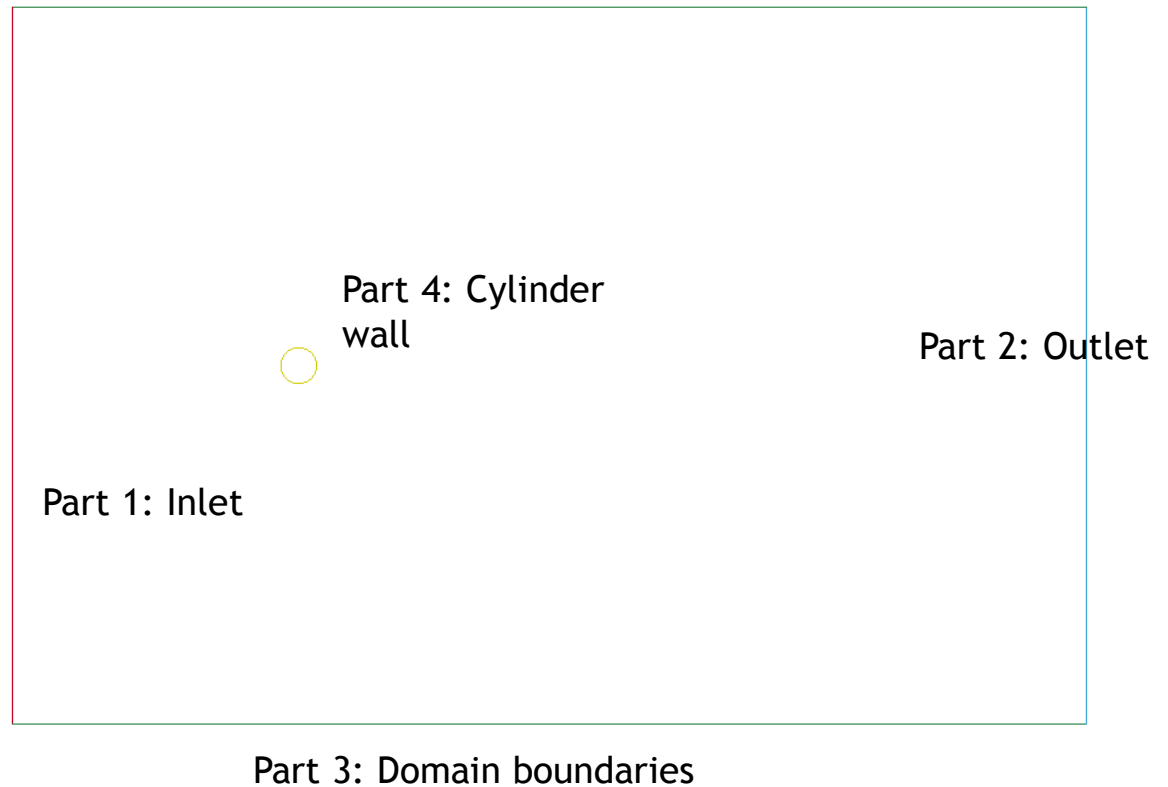 Part 4: Cylinder
wall
Part 2: Outlet
Part 1: Inlet
Part 3: Domain boundaries